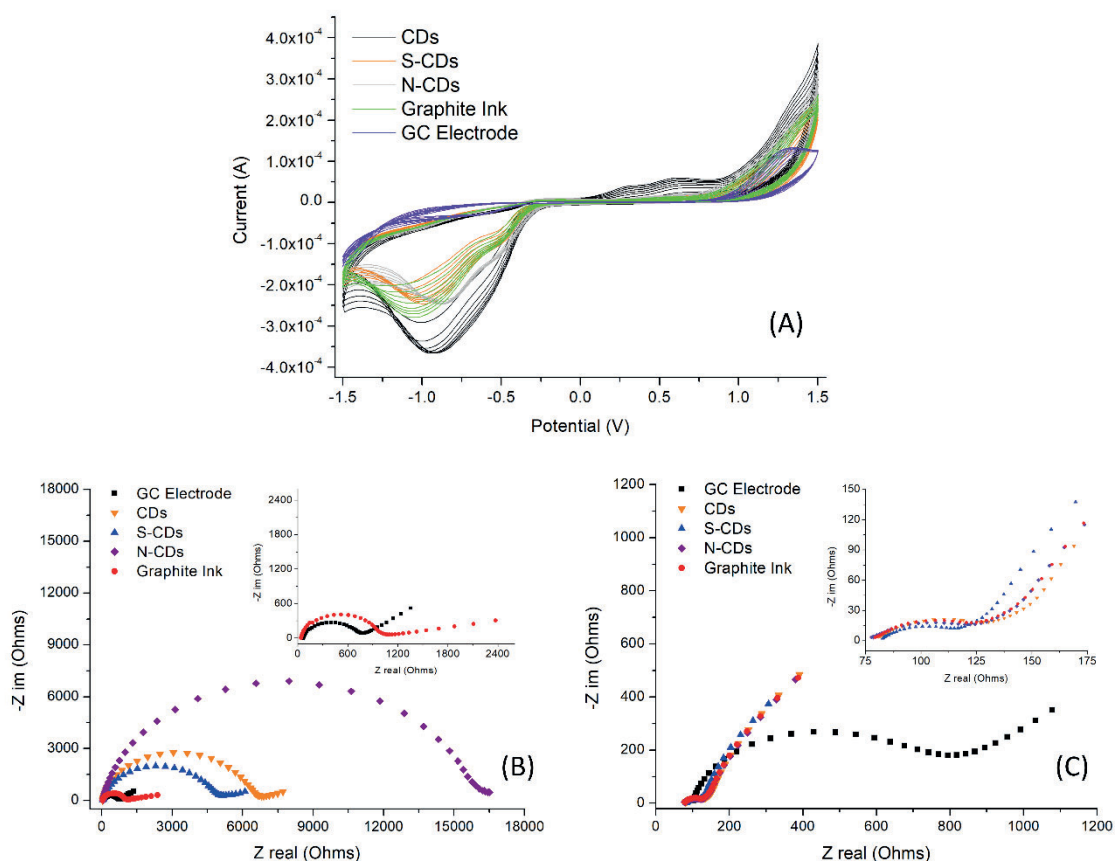 CDs
S-CDs
N-CDs
Graphite Ink
GC Electrode
4.0x10⁻⁴
3.0x10⁻⁴
2.0x10⁻⁴
1.0x10⁻⁴
0.0
-1.0x10⁻⁴
-2.0x10⁻⁴
-3.0x10⁻⁴
-4.0x10⁻⁴
Current (A)
(A)
-1.5 -1.0 -0.5 0.0 0.5 1.0 1.5
Potential (V)
18000
15000
12000
9000
6000
3000
0
-Z im (Ohms)
GC Electrode
CDs
S-CDs
N-CDs
Graphite Ink
2400
1800
1200
600
0
-Z im (Ohms)
0 600 1200 1800 2400
Z real (Ohms)
(B)
0 3000 6000 9000 12000 15000 18000
Z real (Ohms)
1200
1000
800
600
400
200
0
-Z im (Ohms)
GC Electrode
CDs
S-CDs
N-CDs
Graphite Ink
150
120
90
60
30
0
-Z im (Ohms)
75 100 125 150 175
Z real (Ohms)
(C)
0 200 400 600 800 1000 1200
Z real (Ohms)